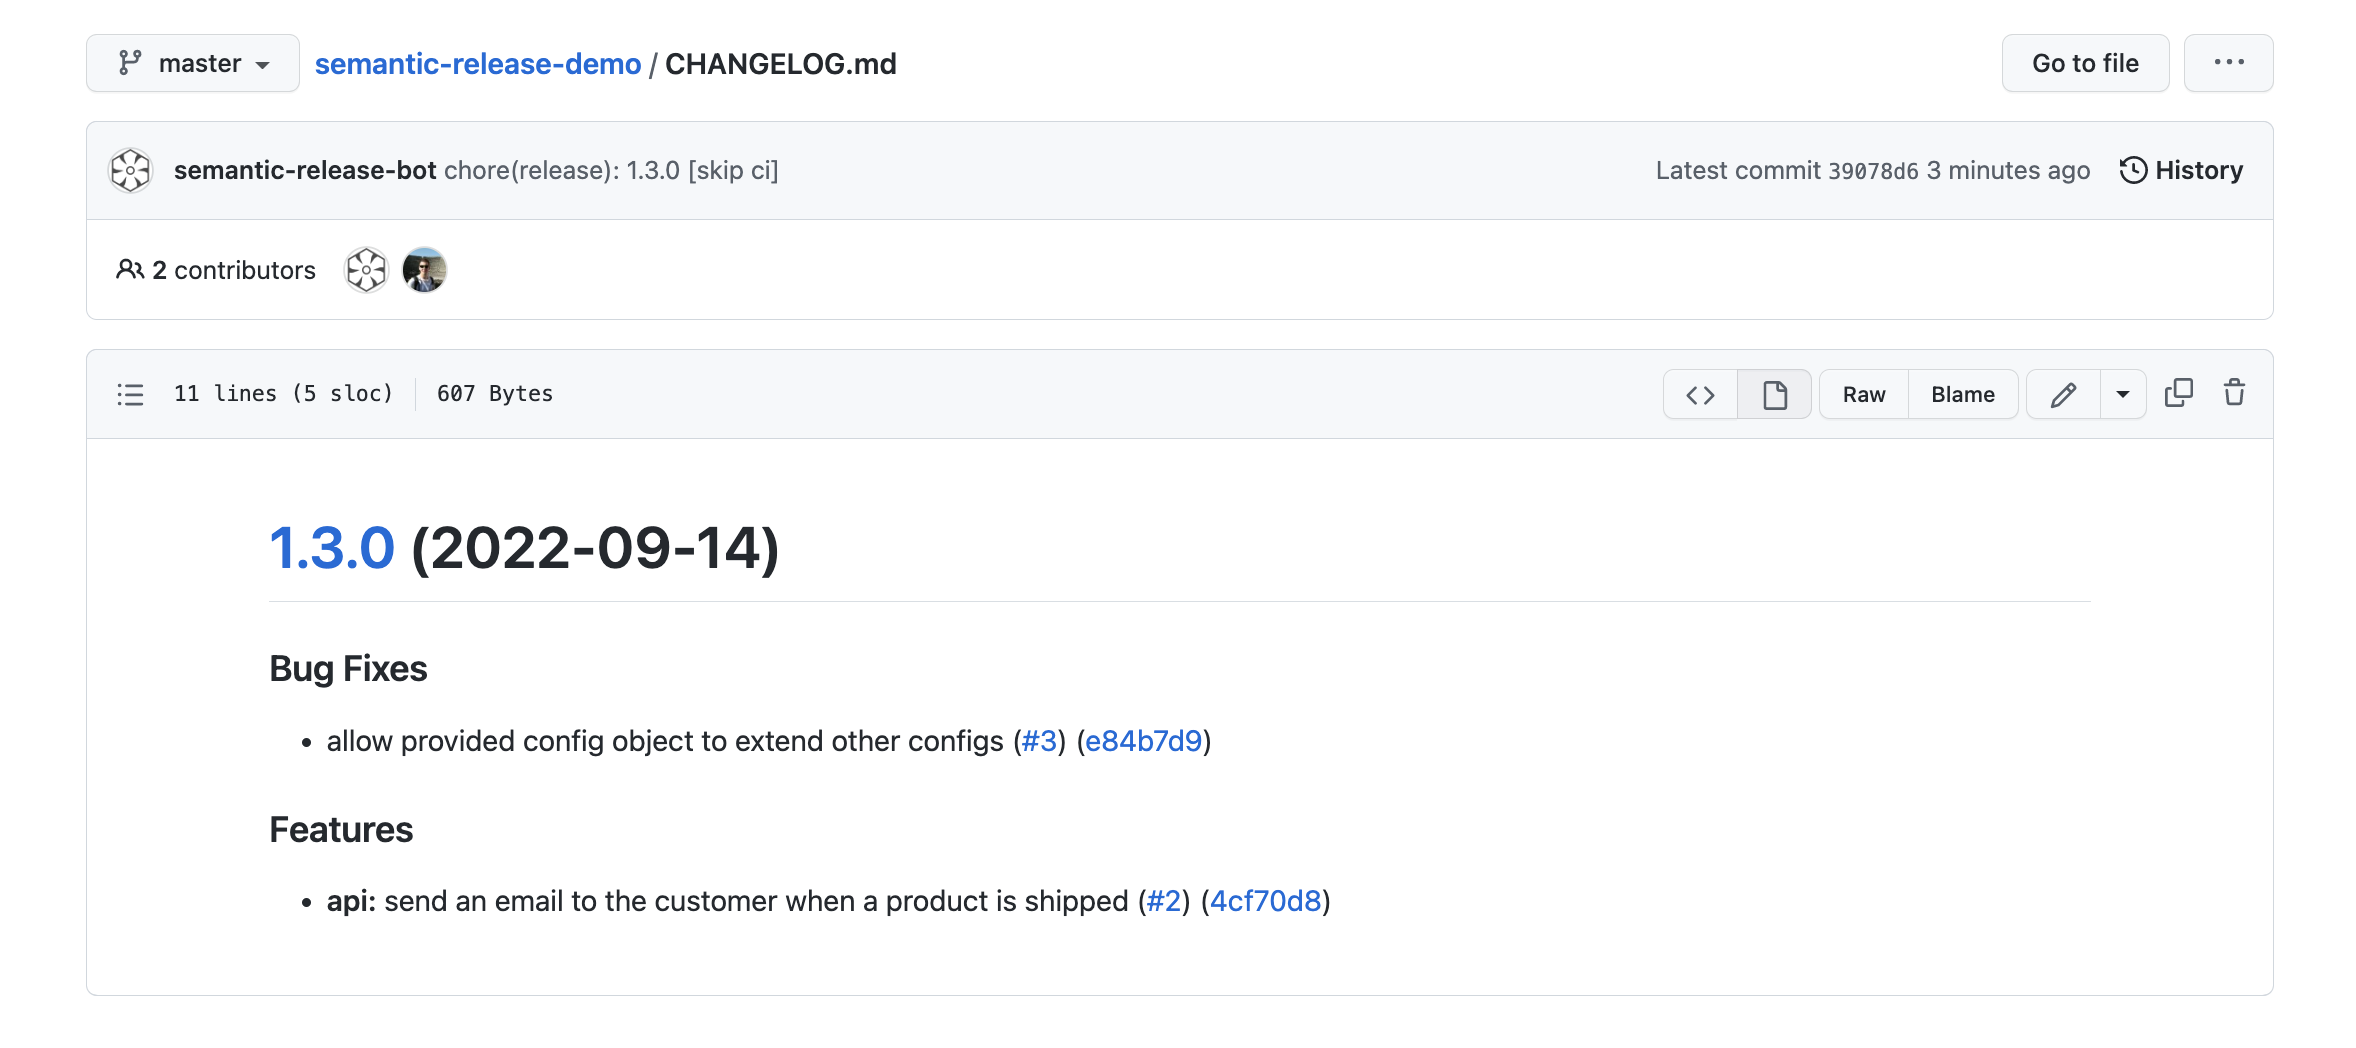 master semantic-release-demo / CHANGELOG.md Go to file ...
semantic-release-bot chore(release): 1.3.0 [skip ci] Latest commit 39078d6 3 minutes ago History
2 contributors
11 lines (5 sloc) 607 Bytes <> Raw Blame
1.3.0 (2022-09-14)
Bug Fixes
• allow provided config object to extend other configs (#3) (e84b7d9)
Features
• api: send an email to the customer when a product is shipped (#2) (4cf70d8)